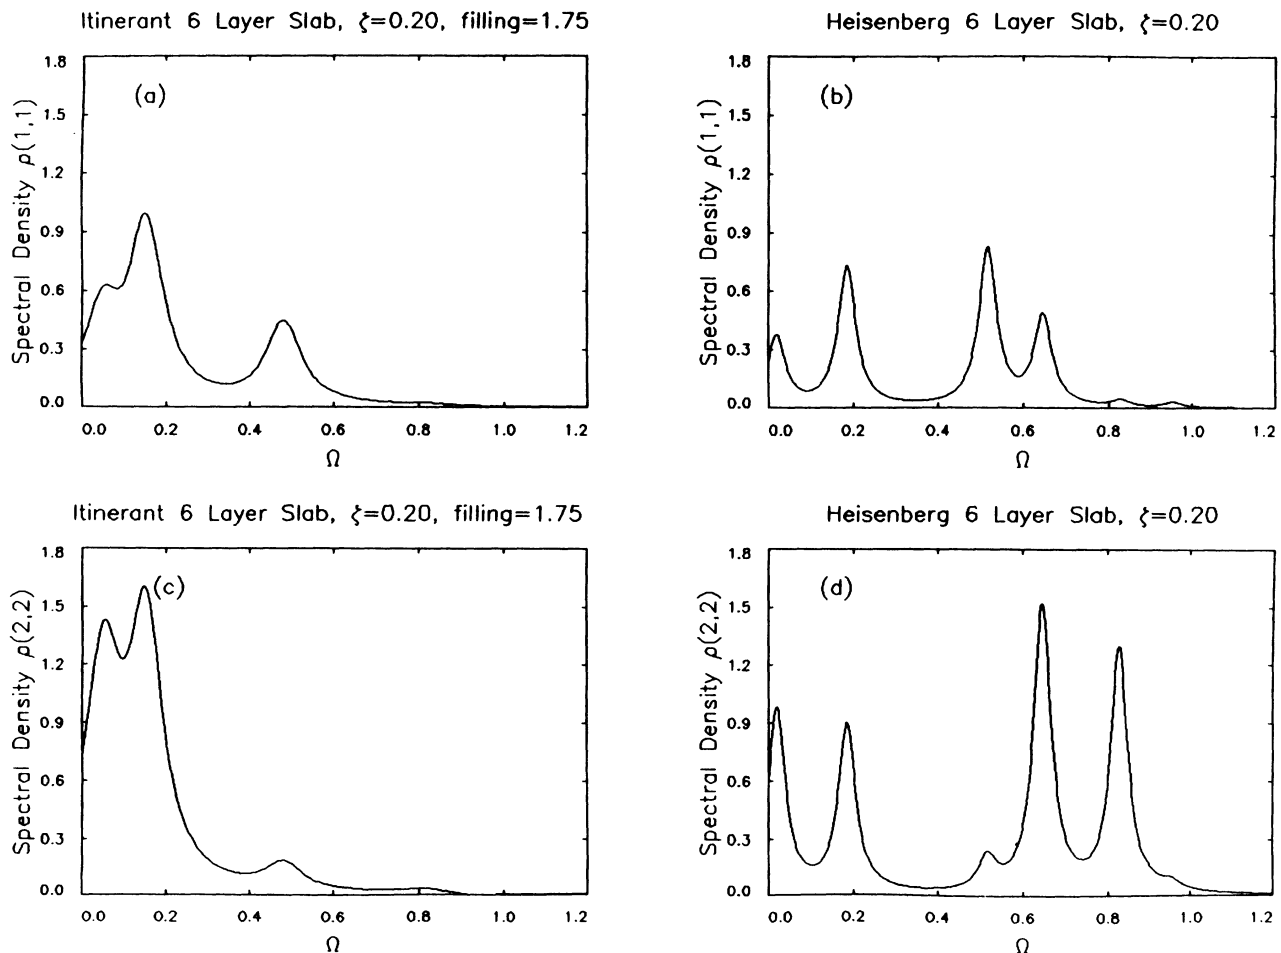 Itinerant 6 Layer Slab, ζ=0.20, filling=1.75
(a)
Spectral Density ρ(1,1)
1.8
1.5
1.2
0.9
0.6
0.3
0.0
0.0 0.2 0.4 0.6 0.8 1.0 1.2
Ω
Heisenberg 6 Layer Slab, ζ=0.20
(b)
Spectral Density ρ(1,1)
1.8
1.5
1.2
0.9
0.6
0.3
0.0
0.0 0.2 0.4 0.6 0.8 1.0 1.2
Ω
Itinerant 6 Layer Slab, ζ=0.20, filling=1.75
(c)
Spectral Density ρ(2,2)
1.8
1.5
1.2
0.9
0.6
0.3
0.0
0.0 0.2 0.4 0.6 0.8 1.0 1.2
Ω
Heisenberg 6 Layer Slab, ζ=0.20
(d)
Spectral Density ρ(2,2)
1.8
1.5
1.2
0.9
0.6
0.3
0.0
0.0 0.2 0.4 0.6 0.8 1.0 1.2
Ω